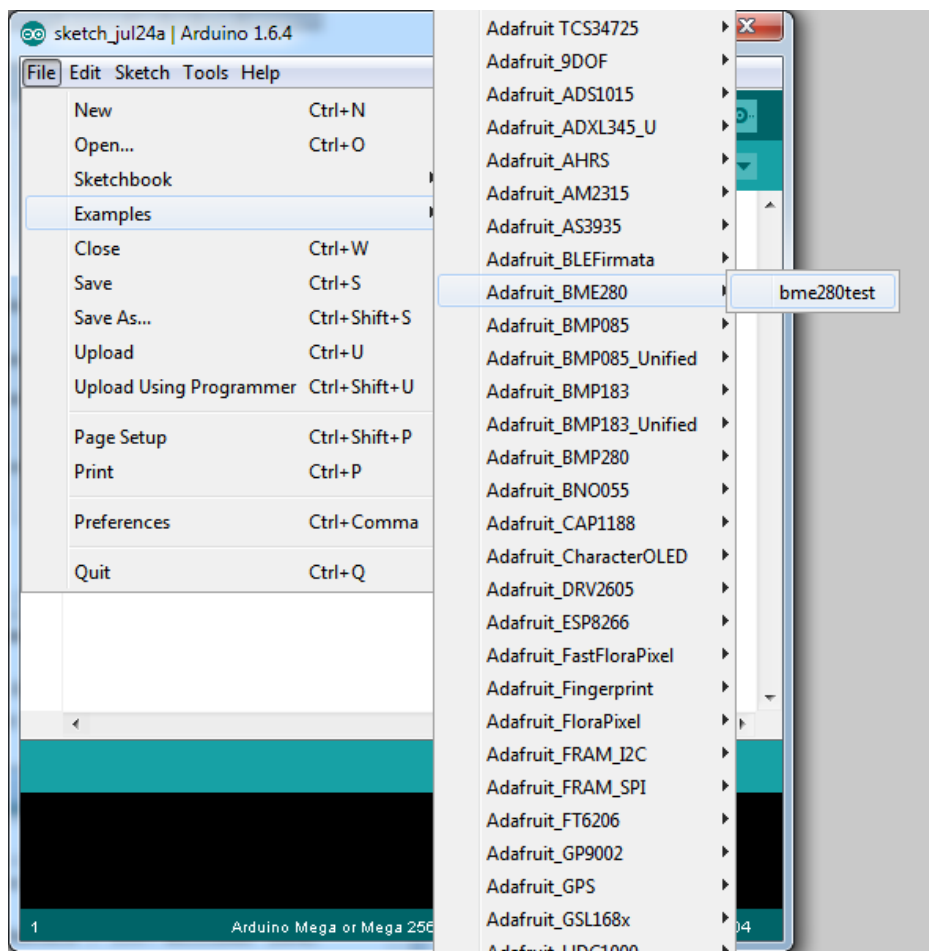 sketch_jul24a | Arduino 1.6.4
File Edit Sketch Tools Help
New Ctrl+N
Open... Ctrl+O
Sketchbook
Examples
Close Ctrl+W
Save Ctrl+S
Save As... Ctrl+Shift+S
Upload Ctrl+U
Upload Using Programmer Ctrl+Shift+U
Page Setup Ctrl+Shift+P
Print Ctrl+P
Preferences Ctrl+Comma
Quit Ctrl+Q
Adafruit TCS34725
Adafruit_9DOF
Adafruit_ADS1015
Adafruit_ADXL345_U
Adafruit_AHRS
Adafruit_AM2315
Adafruit_AS3935
Adafruit_BLEFirmata
Adafruit_BME280
Adafruit_BMP085
Adafruit_BMP085_Unified
Adafruit_BMP183
Adafruit_BMP183_Unified
Adafruit_BMP280
Adafruit_BNO055
Adafruit_CAP1188
Adafruit_CharacterOLED
Adafruit_DRV2605
Adafruit_ESP8266
Adafruit_FastFloraPixel
Adafruit_Fingerprint
Adafruit_FloraPixel
Adafruit_FRAM_I2C
Adafruit_FRAM_SPI
Adafruit_FT6206
Adafruit_GP9002
Adafruit_GPS
Adafruit_GSL168x
bme280test
1 Arduino Mega or Mega 256